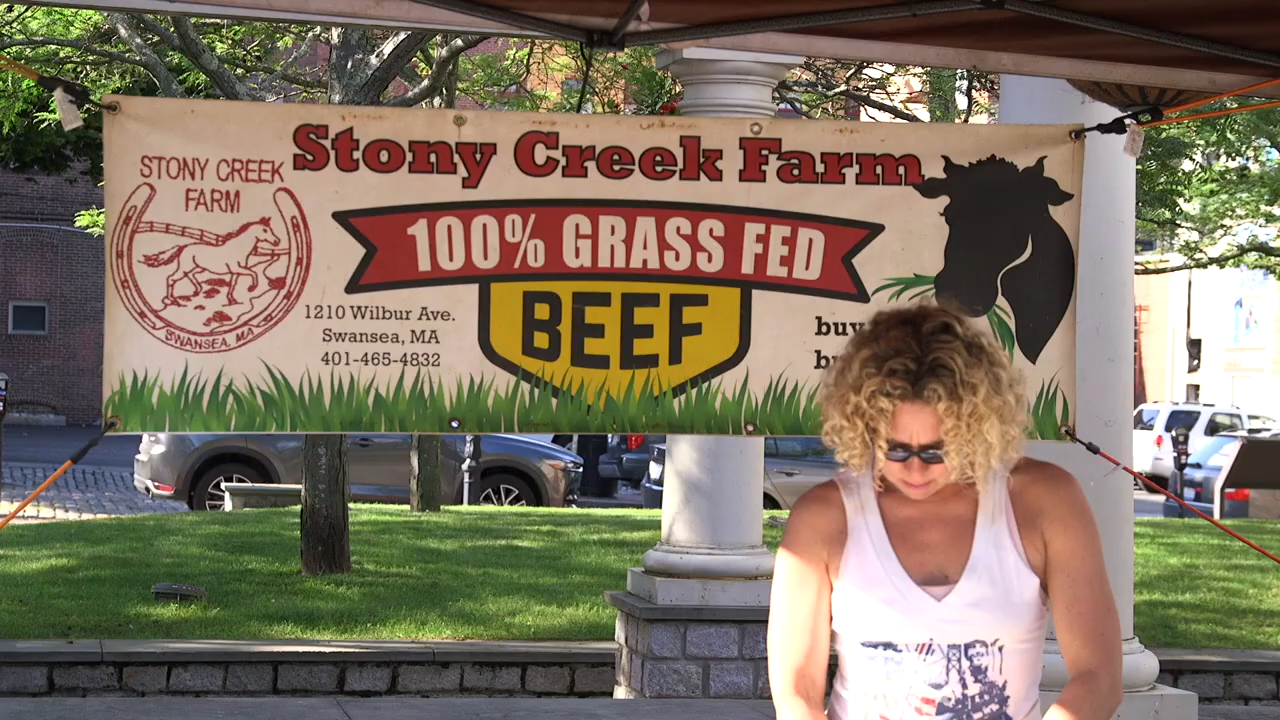 Stony Creek Farm
STONY CREEK
FARM
SWANSEA, MA
100% GRASS FED
BEEF
1210 Wilbur Ave.
Swansea, MA
401-465-4832